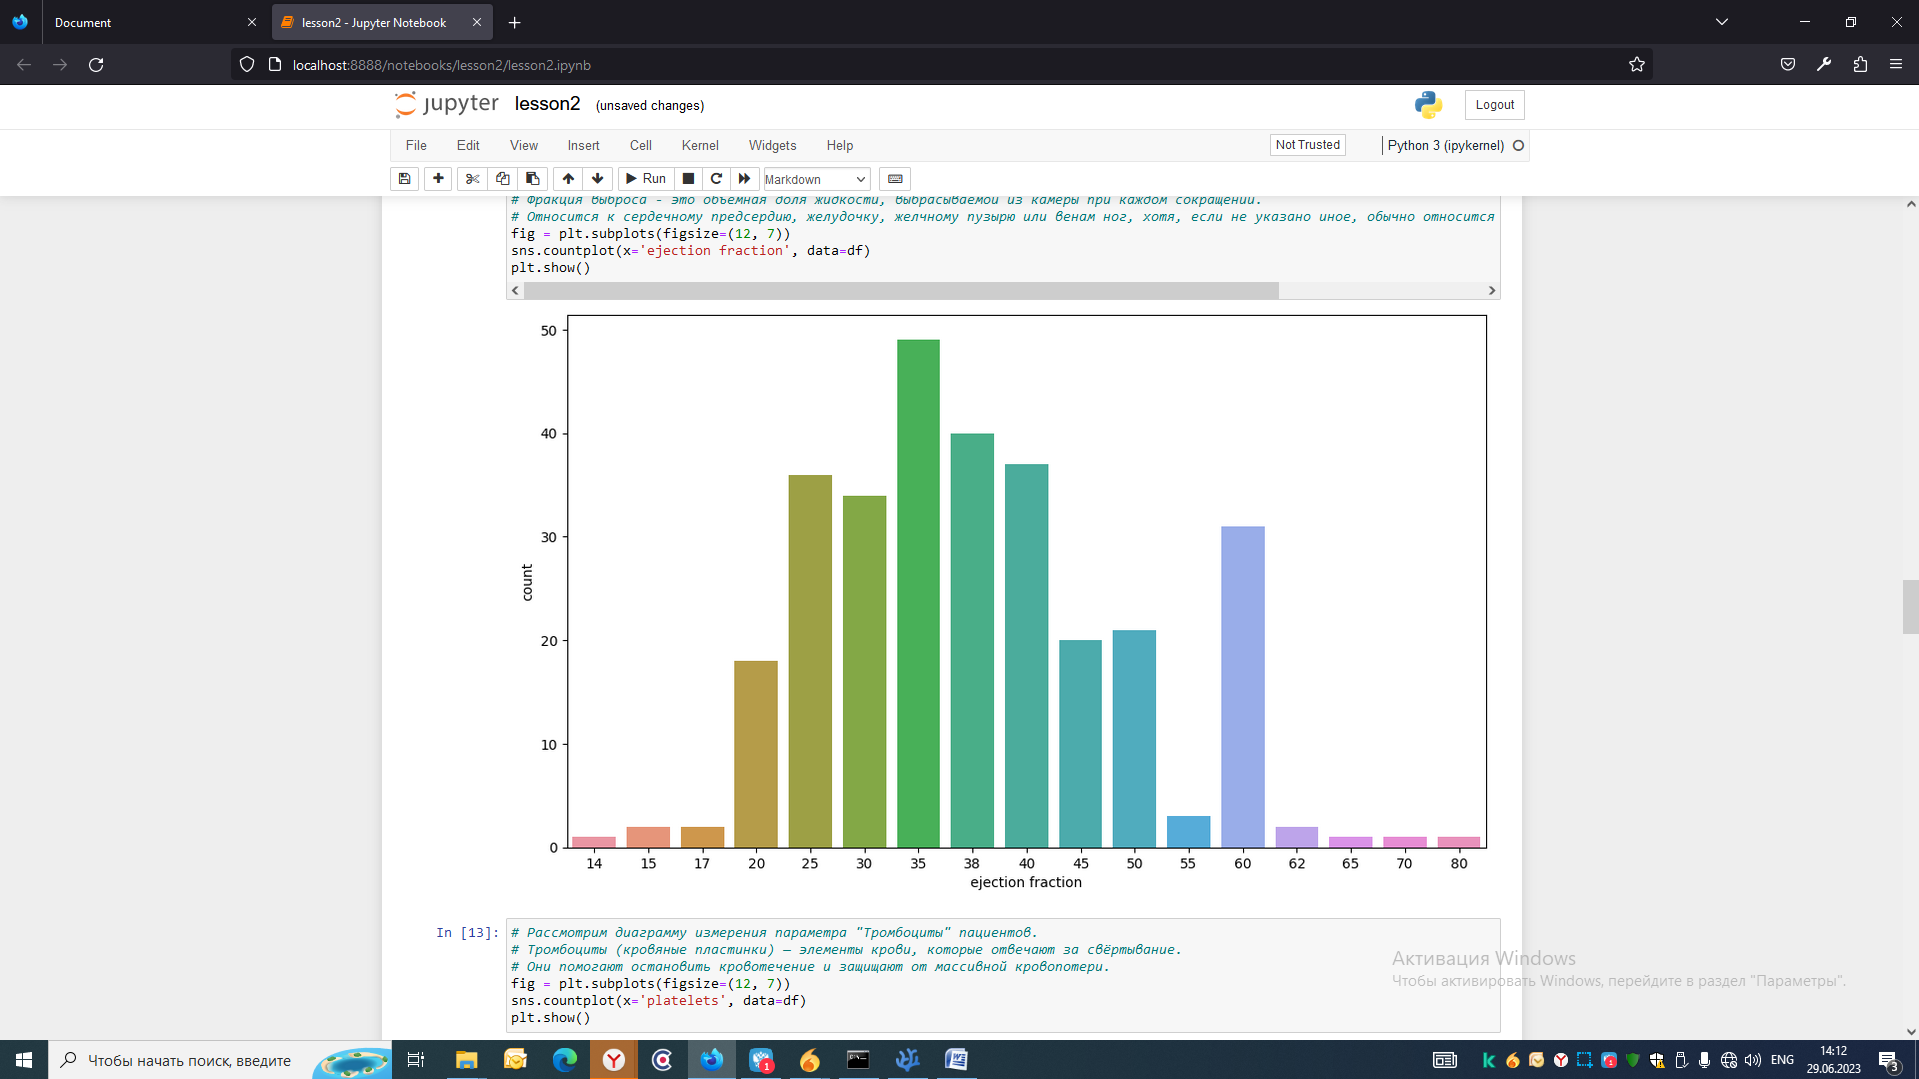 Document
lesson2 - Jupyter Notebook
localhost:8888/notebooks/lesson2/lesson2.ipynb
jupyter lesson2 (unsaved changes)
Logout
File Edit View Insert Cell Kernel Widgets Help
Not Trusted
Python 3 (ipykernel)
Run
Markdown
# Фракция выброса - это объемная доля жидкости, выбрасываемой из камеры при каждом сокращении.
# Относится к сердечному предсердию, желудочку, желчному пузырю или венам ног, хотя, если не указано иное, обычно относится
fig = plt.subplots(figsize=(12, 7))
sns.countplot(x='ejection fraction', data=df)
plt.show()
50
40
30
20
10
0
count
14 15 17 20 25 30 35 38 40 45 50 55 60 62 65 70 80
ejection fraction
In [13]:
# Рассмотрим диаграмму измерения параметра "Тромбоциты" пациентов.
# Тромбоциты (кровяные пластинки) — элементы крови, которые отвечают за свёртывание.
# Они помогают остановить кровотечение и защищают от массивной кровопотери.
fig = plt.subplots(figsize=(12, 7))
sns.countplot(x='platelets', data=df)
plt.show()
Активация Windows
Чтобы активировать Windows, перейдите в раздел "Параметры".
Чтобы начать поиск, введите
1
1
ENG
14:12
29.06.2023
3